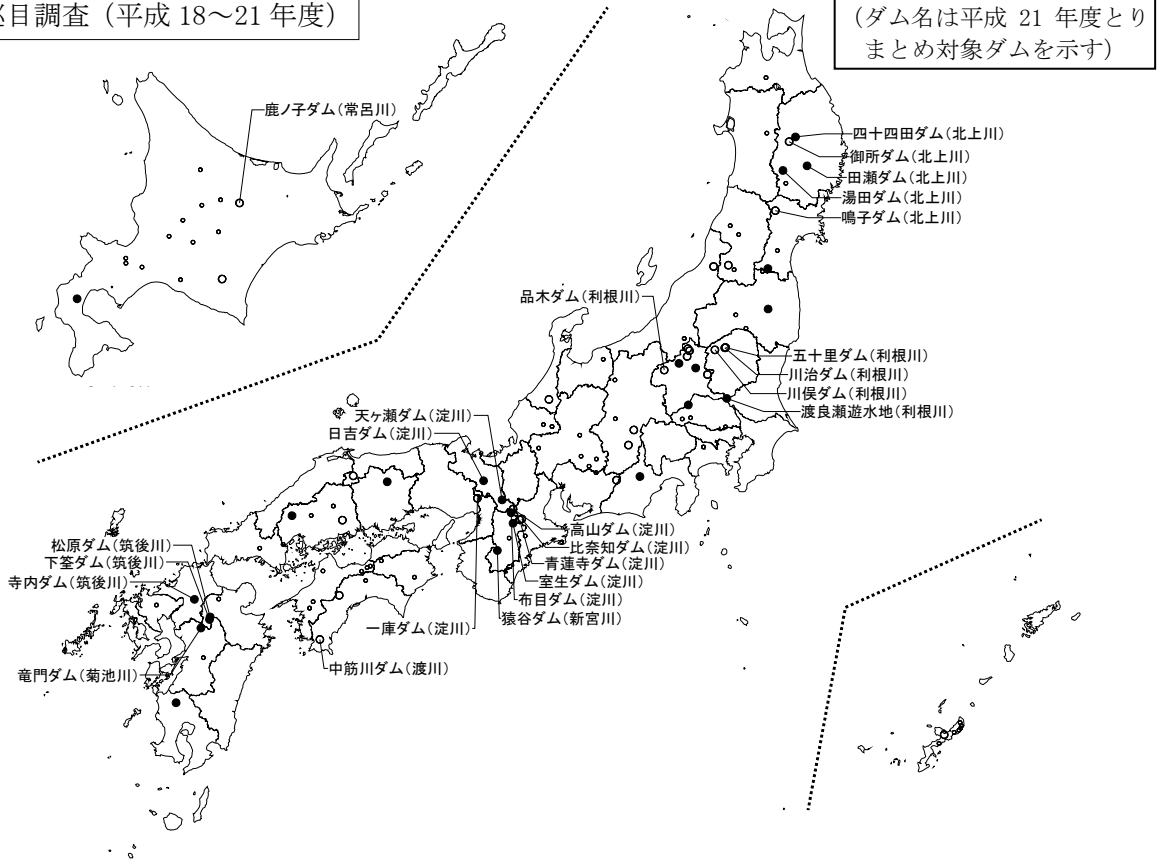 巡目調査（平成 18～21 年度）
（ダム名は平成 21 年度とり
まとめ対象ダムを示す）
鹿ノ子ダム(常呂川)
四十四田ダム(北上川)
御所ダム(北上川)
田瀬ダム(北上川)
湯田ダム(北上川)
鳴子ダム(北上川)
品木ダム(利根川)
五十里ダム(利根川)
川治ダム(利根川)
川俣ダム(利根川)
渡良瀬遊水地(利根川)
天ヶ瀬ダム(淀川)
日吉ダム(淀川)
高山ダム(淀川)
比奈知ダム(淀川)
青蓮寺ダム(淀川)
室生ダム(淀川)
布目ダム(淀川)
猿谷ダム(新宮川)
一庫ダム(淀川)
中筋川ダム(渡川)
松原ダム(筑後川)
下筌ダム(筑後川)
寺内ダム(筑後川)
竜門ダム(菊池川)